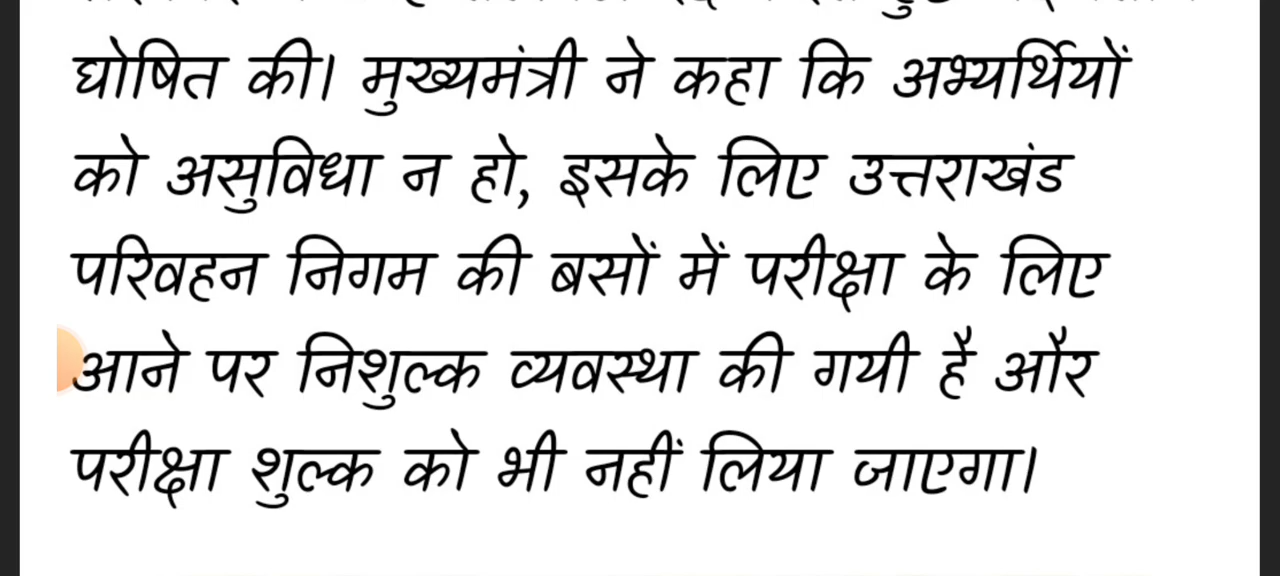 घोषित की। मुख्यमंत्री ने कहा कि अभ्यर्थियों
को असुविधा न हो, इसके लिए उत्तराखंड
परिवहन निगम की बसों में परीक्षा के लिए
आने पर निशुल्क व्यवस्था की गयी है और
परीक्षा शुल्क को भी नहीं लिया जाएगा।